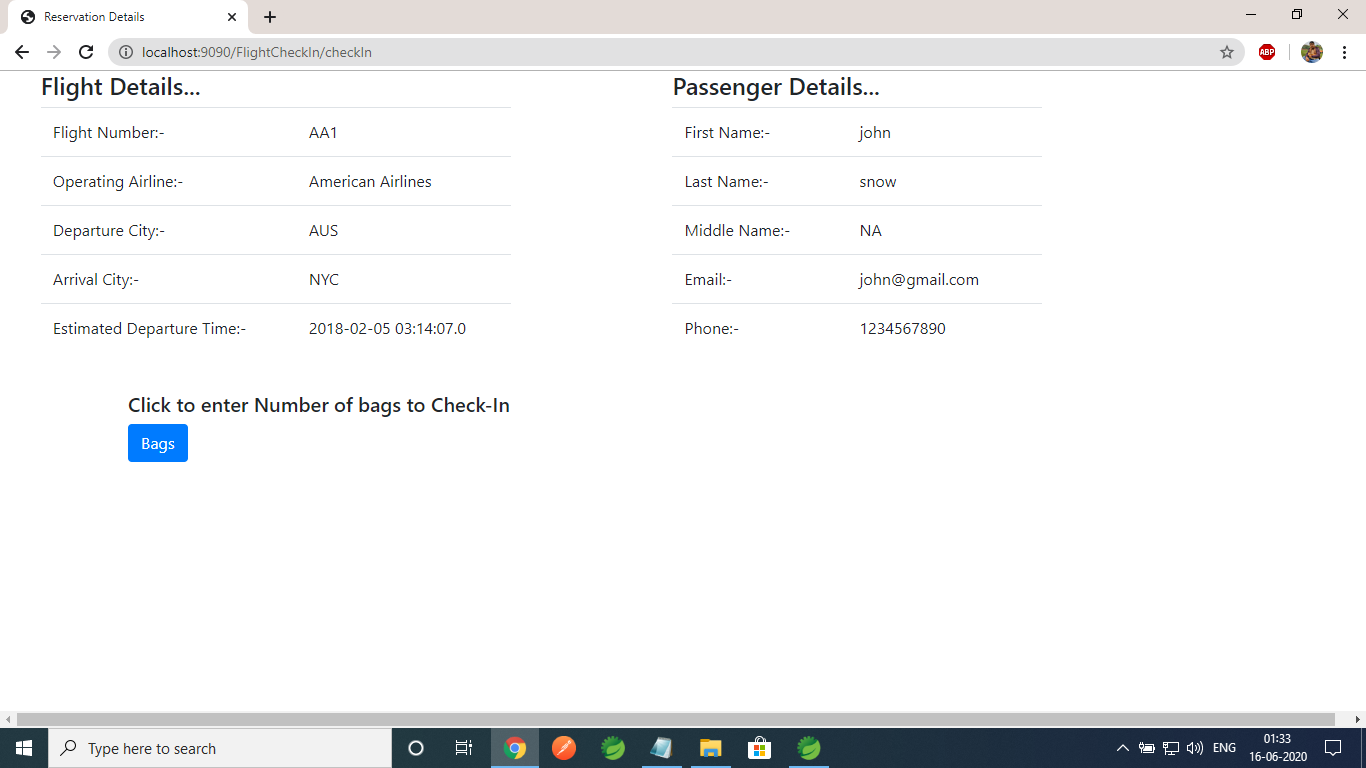 Reservation Details
localhost:9090/FlightCheckIn/checkIn
ABP
Flight Details...
Flight Number:- AA1
Operating Airline:- American Airlines
Departure City:- AUS
Arrival City:- NYC
Estimated Departure Time:- 2018-02-05 03:14:07.0
Passenger Details...
First Name:- john
Last Name:- snow
Middle Name:- NA
Email:- john@gmail.com
Phone:- 1234567890
Click to enter Number of bags to Check-In
Bags
Type here to search
ENG
01:33
16-06-2020